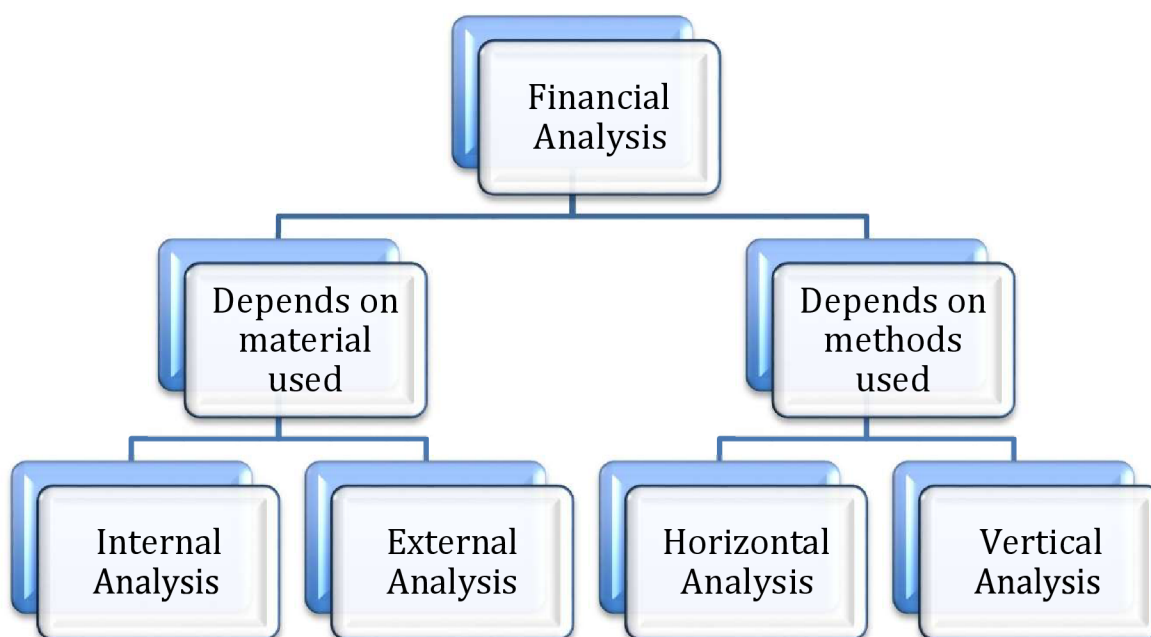 Financial
Analysis
Depends on
material
used
Depends on
methods
used
Internal
Analysis
External
Analysis
Horizontal
Analysis
Vertical
Analysis